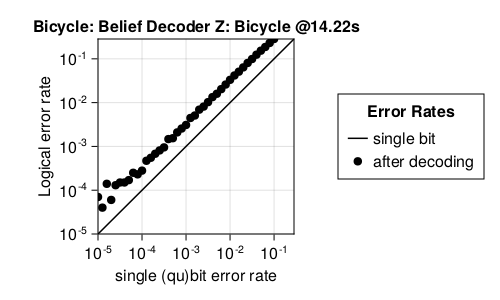 Bicycle: Belief Decoder Z: Bicycle @14.22s
Logical error rate
10⁻¹
10⁻²
10⁻³
10⁻⁴
10⁻⁵
10⁻⁵ 10⁻⁴ 10⁻³ 10⁻² 10⁻¹
single (qu)bit error rate
Error Rates
single bit
after decoding